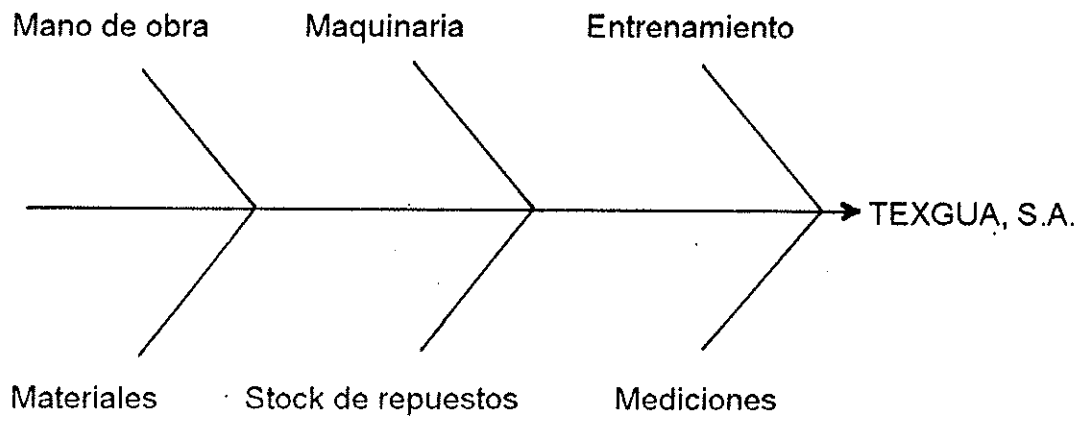 Mano de obra
Maquinaria
Entrenamiento
TEXGUA, S.A.
Materiales
Stock de repuestos
Mediciones